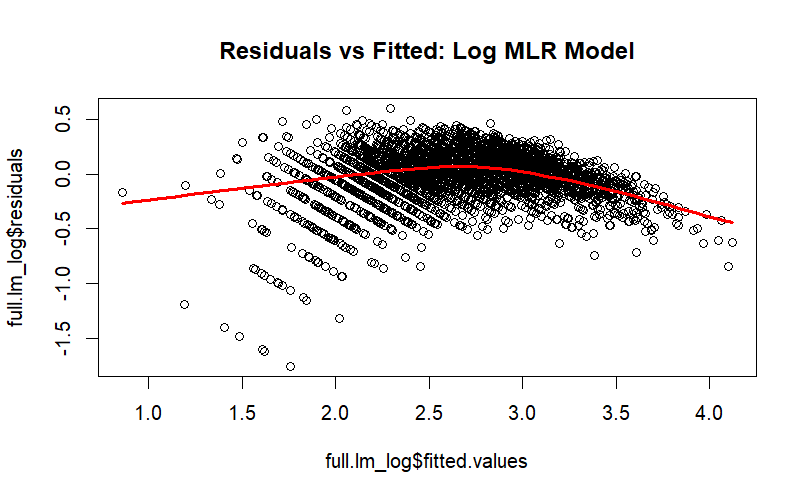 Residuals vs Fitted: Log MLR Model
full.lm_log$residuals
0.5
0.0
-0.5
-1.0
-1.5
1.0 1.5 2.0 2.5 3.0 3.5 4.0
full.lm_log$fitted.values